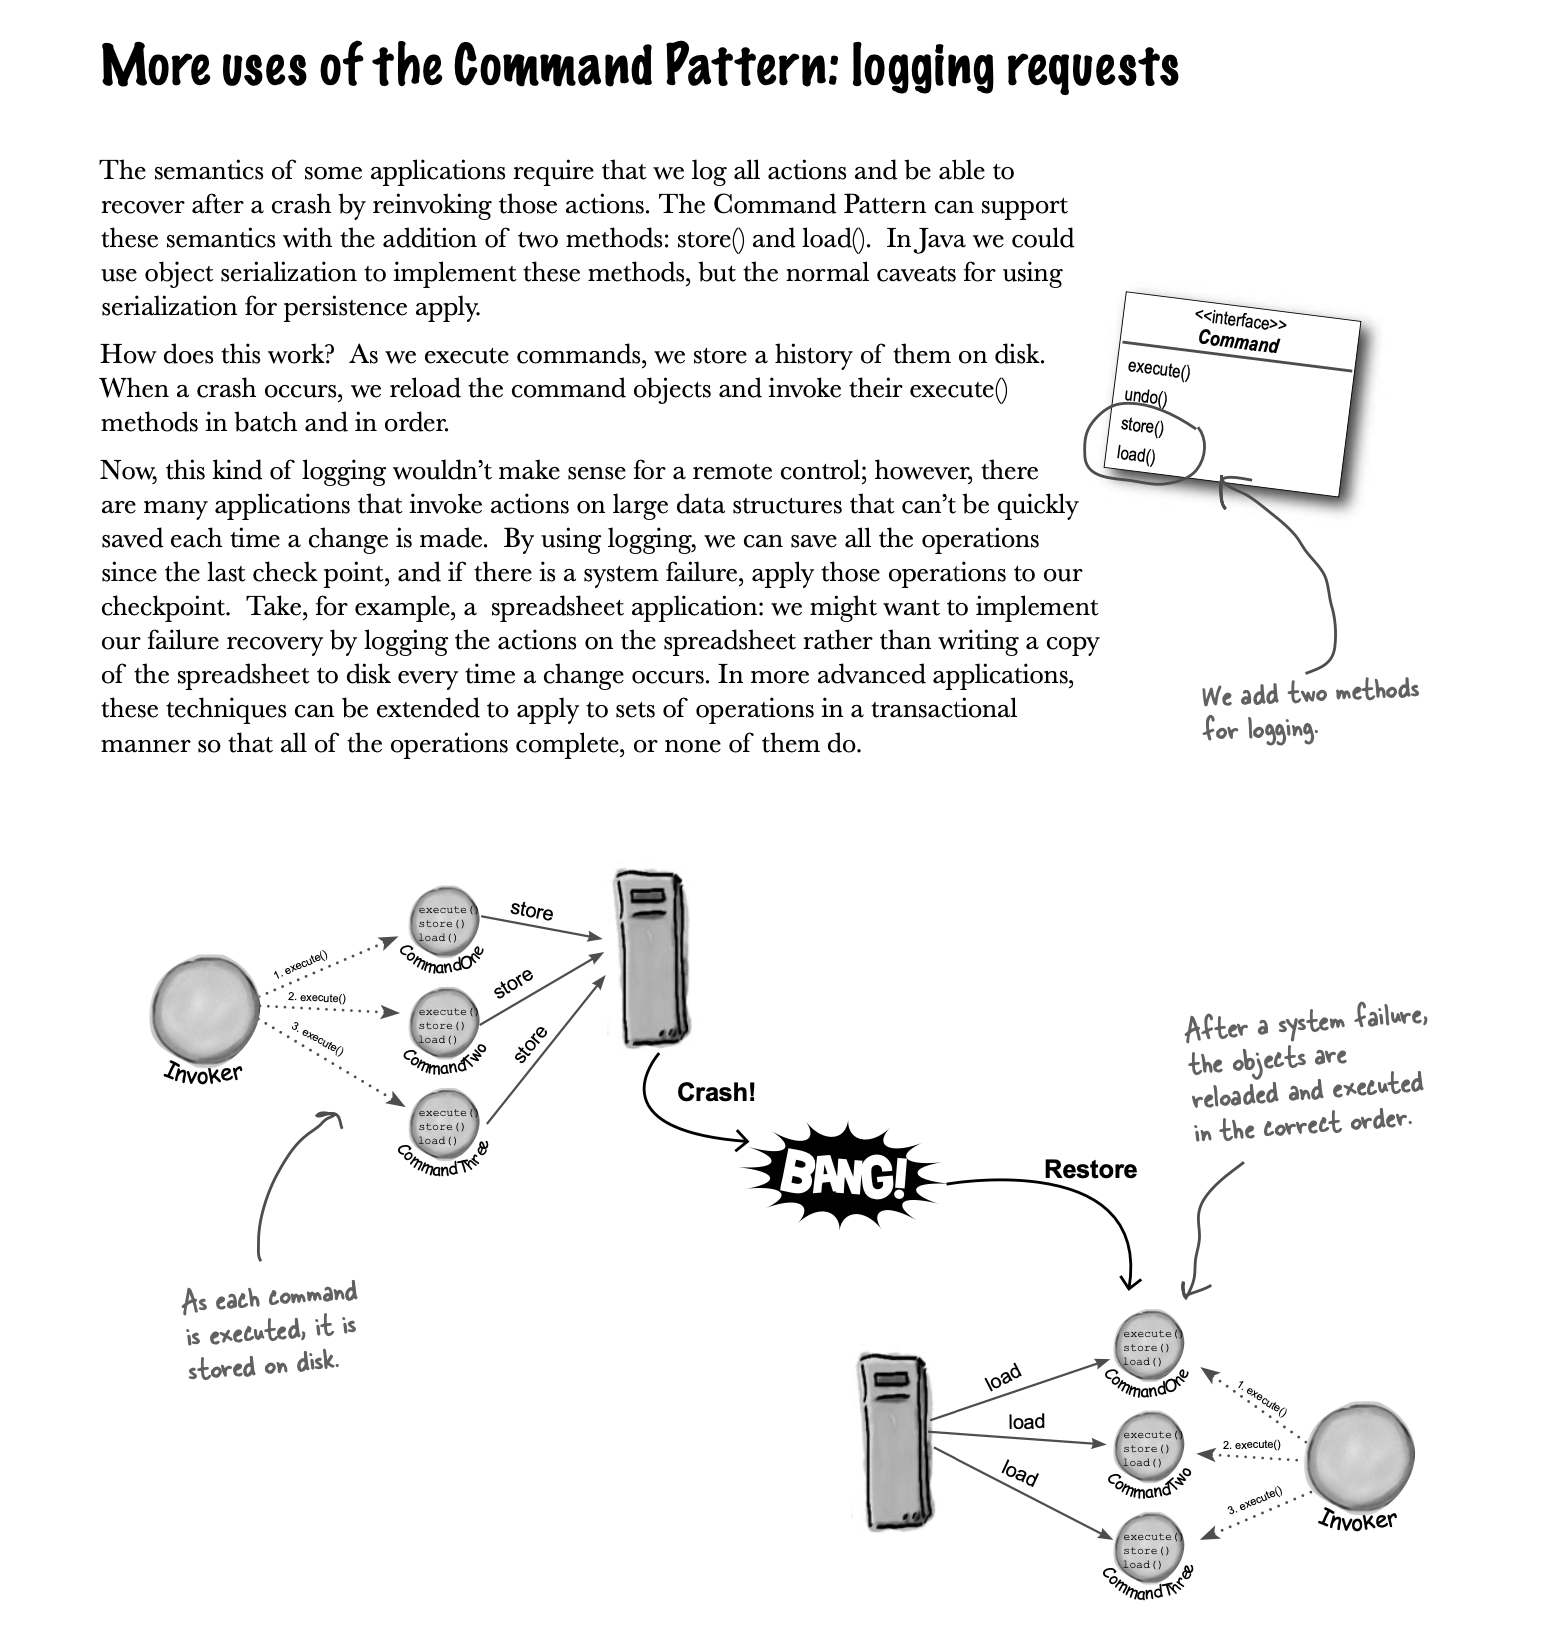 More uses of the Command Pattern: logging requests
The semantics of some applications require that we log all actions and be able to
recover after a crash by reinvoking those actions. The Command Pattern can support
these semantics with the addition of two methods: store() and load().  In Java we could
use object serialization to implement these methods, but the normal caveats for using
serialization for persistence apply.
How does this work?  As we execute commands, we store a history of them on disk.
When a crash occurs, we reload the command objects and invoke their execute()
methods in batch and in order.
Now, this kind of logging wouldn't make sense for a remote control; however, there
are many applications that invoke actions on large data structures that can't be quickly
saved each time a change is made.  By using logging, we can save all the operations
since the last check point, and if there is a system failure, apply those operations to our
checkpoint.  Take, for example, a  spreadsheet application: we might want to implement
our failure recovery by logging the actions on the spreadsheet rather than writing a copy
of the spreadsheet to disk every time a change occurs. In more advanced applications,
these techniques can be extended to apply to sets of operations in a transactional
manner so that all of the operations complete, or none of them do.
<<interface>>
Command
execute()
undo()
store()
load()
We add two methods
for logging.
Invoker
1. execute()
2. execute()
3. execute()
execute()
store()
load()
CommandOne
execute()
store()
load()
CommandTwo
execute()
store()
load()
CommandThree
store
store
store
As each command
is executed, it is
stored on disk.
Crash!
BANG!
Restore
After a system failure,
the objects are
reloaded and executed
in the correct order.
load
load
load
execute()
store()
load()
CommandOne
execute()
store()
load()
CommandTwo
execute()
store()
load()
CommandThree
1. execute()
2. execute()
3. execute()
Invoker